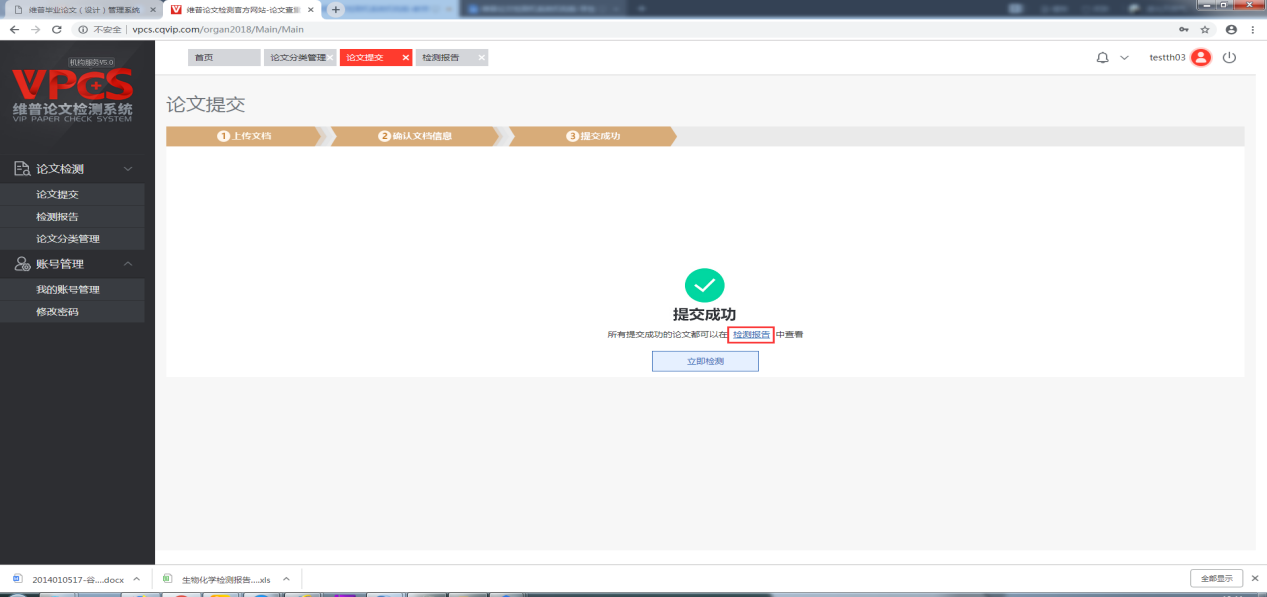 维普毕业论文(设计)管理系统
维普论文检测官方网站-论文查重
不安全 | vpcs.cqvip.com/organ2018/Main/Main
机构服务V5.0
VPCS
维普论文检测系统
VIP PAPER CHECK SYSTEM
首页
论文分类管理
论文提交
检测报告
testth03
论文提交
1 上传文档
2 确认文档信息
3 提交成功
论文检测
论文提交
检测报告
论文分类管理
账号管理
我的账号管理
修改密码
提交成功
所有提交成功的论文都可以在 检测报告 中查看
立即检测
2014010517-谷....docx
生物化学检测报告....xls
全部显示